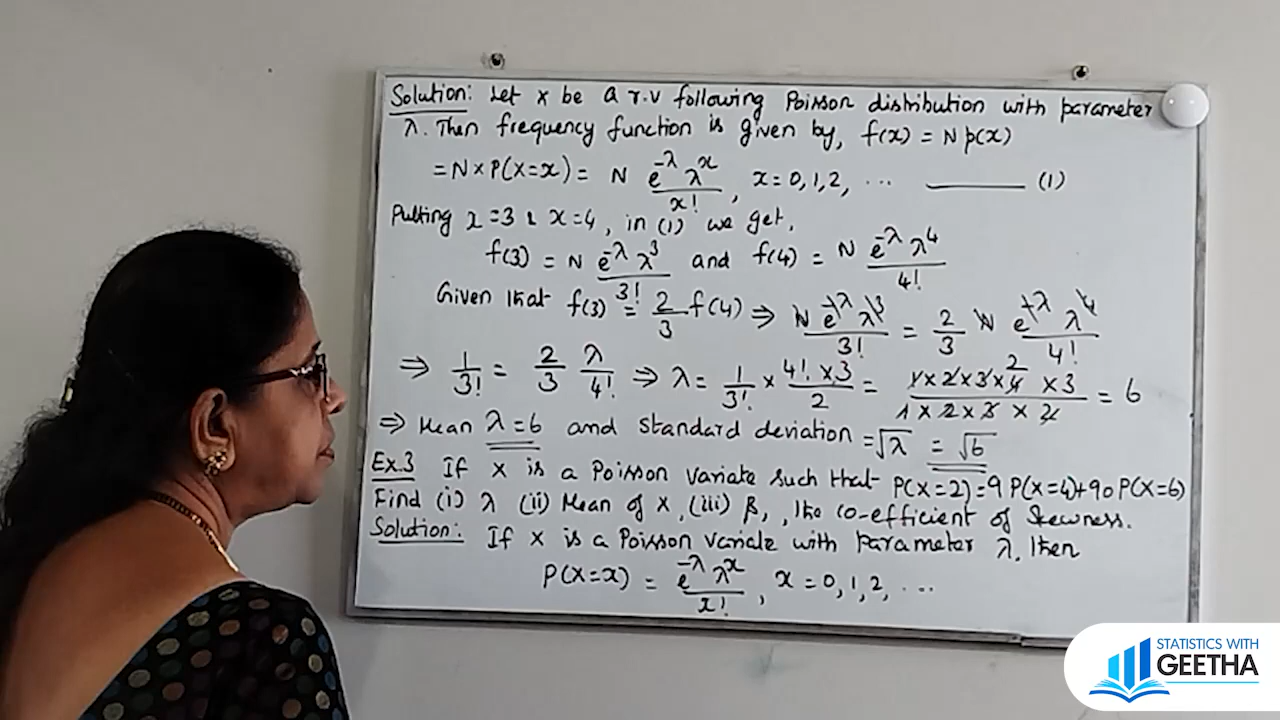 Solution: Let X be a r.v following Poisson distribution with parameter
λ. Then frequency function is given by, f(x) = N p(x)
= N × P(X=x) = N e^{-λ} λ^x / x! , x = 0, 1, 2, ... ——— (1)
Putting x = 3 & x = 4, in (1) we get,
f(3) = N e^{-λ} λ^3 / 3! and f(4) = N e^{-λ} λ^4 / 4!
Given that f(3) = 2/3 f(4) ⇒ N e^{-λ} λ^3 / 3! = 2/3 N e^{-λ} λ^4 / 4!
⇒ 1/3! = 2/3 λ/4! ⇒ λ = 1/3! × 4! × 3 / 2 = 1×2×3×4 2 ×3 / 1×2×3×2 = 6
⇒ Mean λ = 6 and standard deviation = √λ = √6
Ex.3 If X is a Poisson variate such that P(X=2) = 9 P(X=4) + 90 P(X=6)
Find (i) λ (ii) Mean of X, (iii) β₁, the co-efficient of skewness.
Solution: If X is a Poisson variate with parameter λ, then
P(X=x) = e^{-λ} λ^x / x! , x = 0, 1, 2, ...
STATISTICS WITH
GEETHA